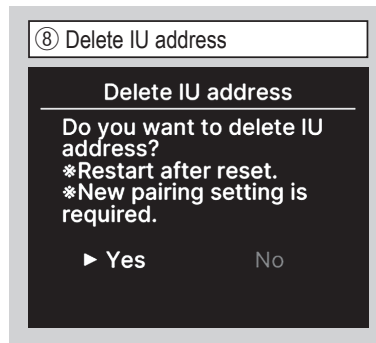 ⑧ Delete IU address
Delete IU address
Do you want to delete IU
address?
※Restart after reset.
※New pairing setting is
required.
► Yes No